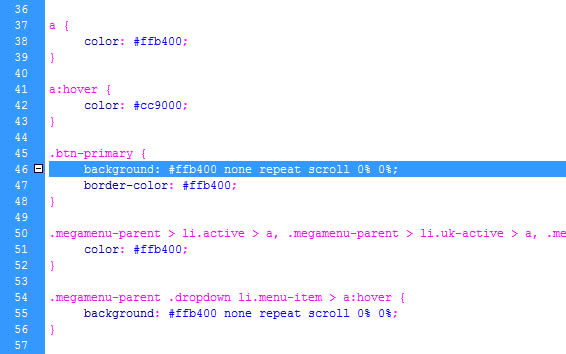 36
37 a {
38 color: #ffb400;
39 }
40
41 a:hover {
42 color: #cc9000;
43 }
44
45 .btn-primary {
46 background: #ffb400 none repeat scroll 0% 0%;
47 border-color: #ffb400;
48 }
49
50 .megamenu-parent > li.active > a, .megamenu-parent > li.uk-active > a, .me
51 color: #ffb400;
52 }
53
54 .megamenu-parent .dropdown li.menu-item > a:hover {
55 background: #ffb400 none repeat scroll 0% 0%;
56 }
57